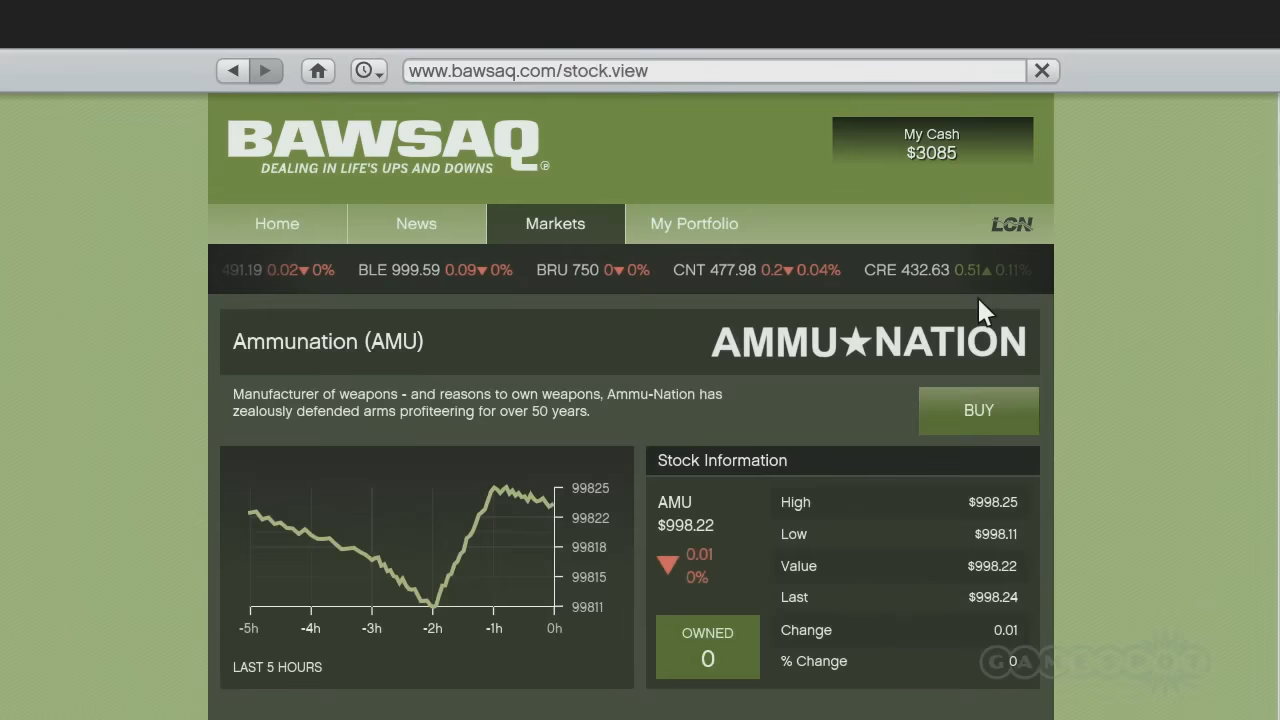 www.bawsaq.com/stock.view
BAWSAQ
DEALING IN LIFE'S UPS AND DOWNS
My Cash
$3085
Home News Markets My Portfolio LCN
491.19 0.02▼0% BLE 999.59 0.09▼0% BRU 750 0▼0% CNT 477.98 0.2▼0.04% CRE 432.63 0.51▲0.11%
Ammunation (AMU)
AMMU★NATION
Manufacturer of weapons - and reasons to own weapons, Ammu-Nation has
zealously defended arms profiteering for over 50 years.
BUY
99825
99822
99818
99815
99811
-5h -4h -3h -2h -1h 0h
LAST 5 HOURS
Stock Information
AMU
$998.22
0.01
0%
OWNED
0
High $998.25
Low $998.11
Value $998.22
Last $998.24
Change 0.01
% Change 0
GAMESPOT